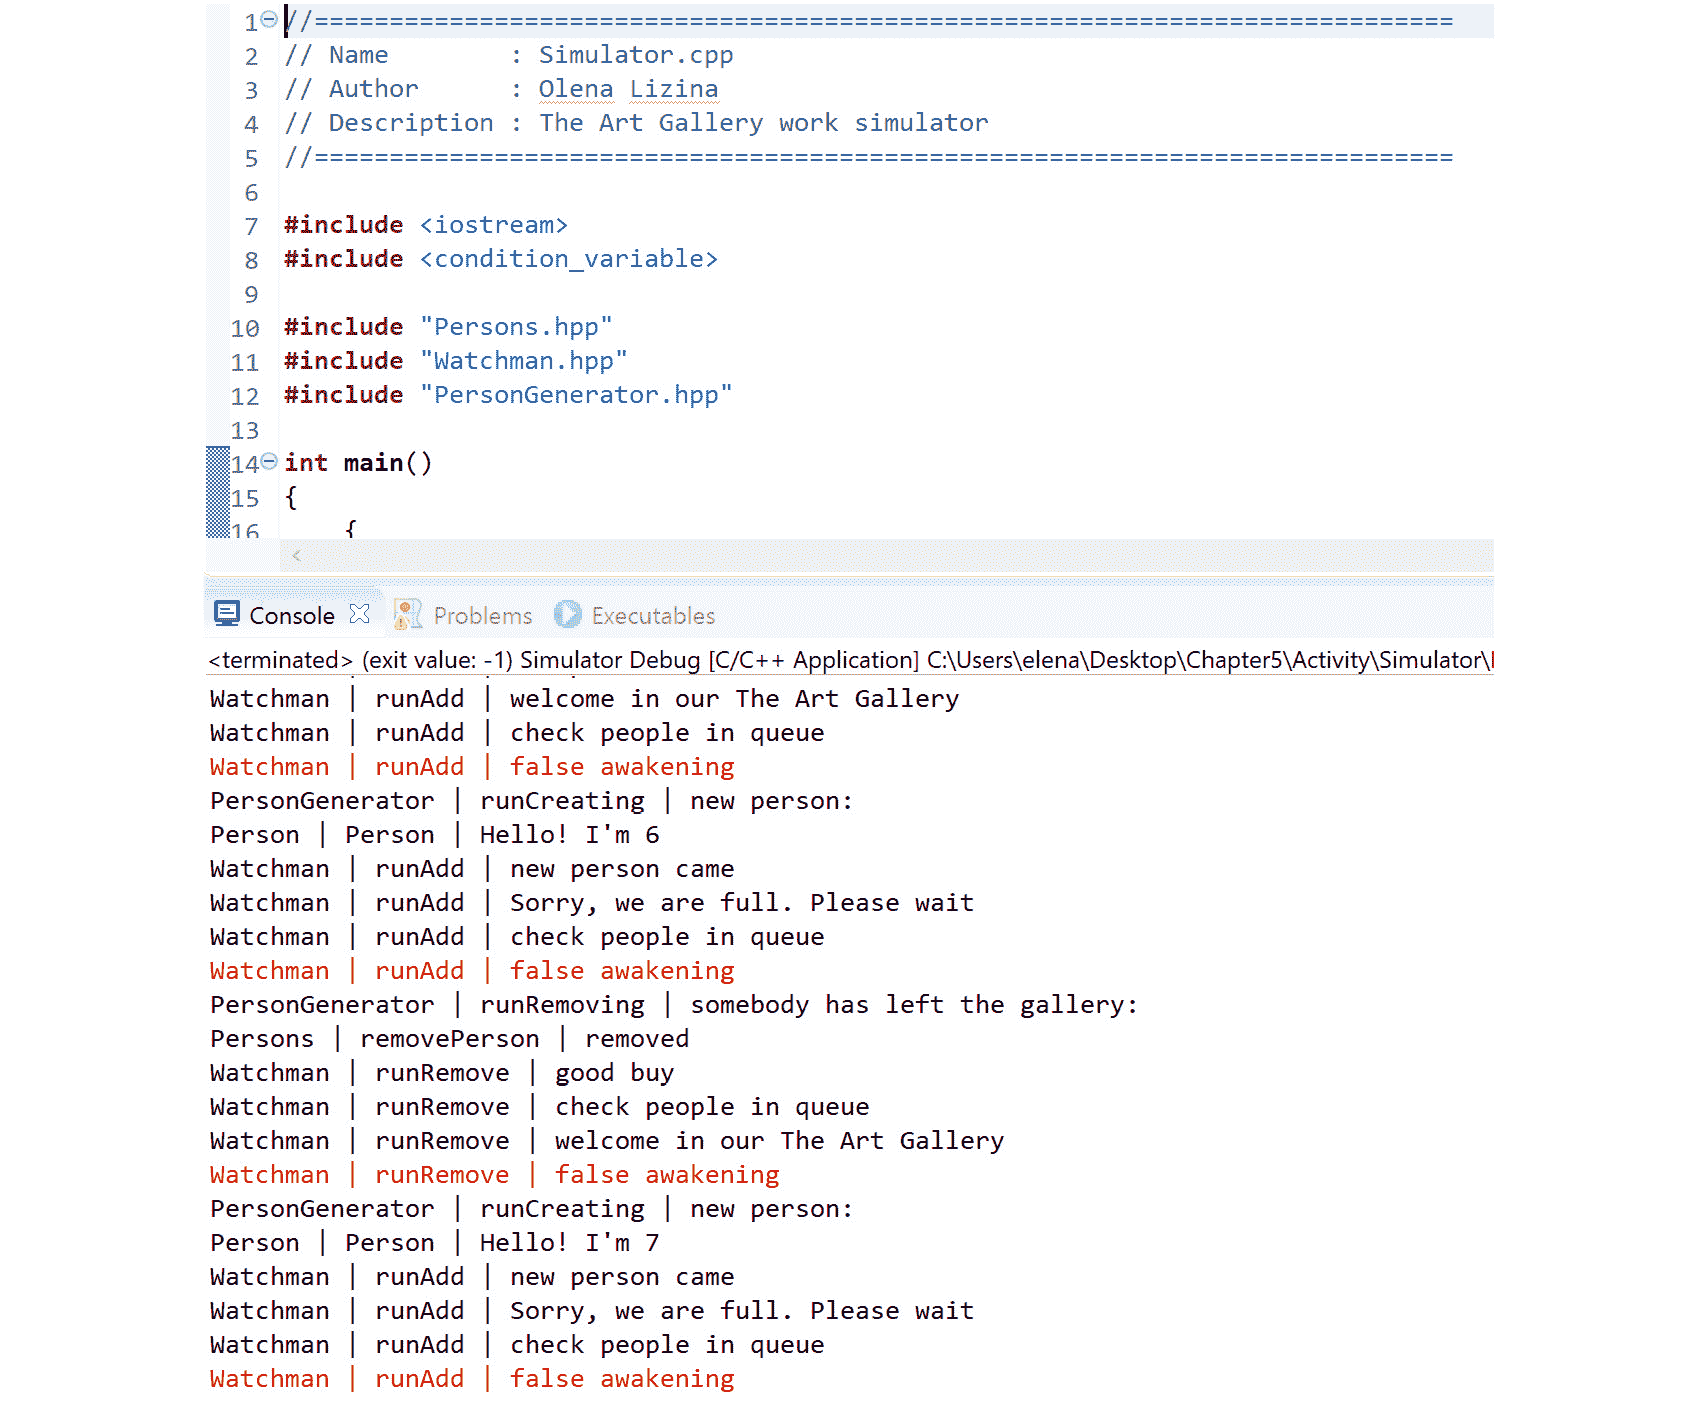 1 //============================================================================
2 // Name        : Simulator.cpp
3 // Author      : Olena Lizina
4 // Description : The Art Gallery work simulator
5 //============================================================================
6
7 #include <iostream>
8 #include <condition_variable>
9
10 #include "Persons.hpp"
11 #include "Watchman.hpp"
12 #include "PersonGenerator.hpp"
13
14 int main()
15 {
16     {
<
Console Problems Executables
<terminated> (exit value: -1) Simulator Debug [C/C++ Application] C:\Users\elena\Desktop\Chapter5\Activity\Simulator\
Watchman | runAdd | welcome in our The Art Gallery
Watchman | runAdd | check people in queue
Watchman | runAdd | false awakening
PersonGenerator | runCreating | new person:
Person | Person | Hello! I'm 6
Watchman | runAdd | new person came
Watchman | runAdd | Sorry, we are full. Please wait
Watchman | runAdd | check people in queue
Watchman | runAdd | false awakening
PersonGenerator | runRemoving | somebody has left the gallery:
Persons | removePerson | removed
Watchman | runRemove | good buy
Watchman | runRemove | check people in queue
Watchman | runRemove | welcome in our The Art Gallery
Watchman | runRemove | false awakening
PersonGenerator | runCreating | new person:
Person | Person | Hello! I'm 7
Watchman | runAdd | new person came
Watchman | runAdd | Sorry, we are full. Please wait
Watchman | runAdd | check people in queue
Watchman | runAdd | false awakening